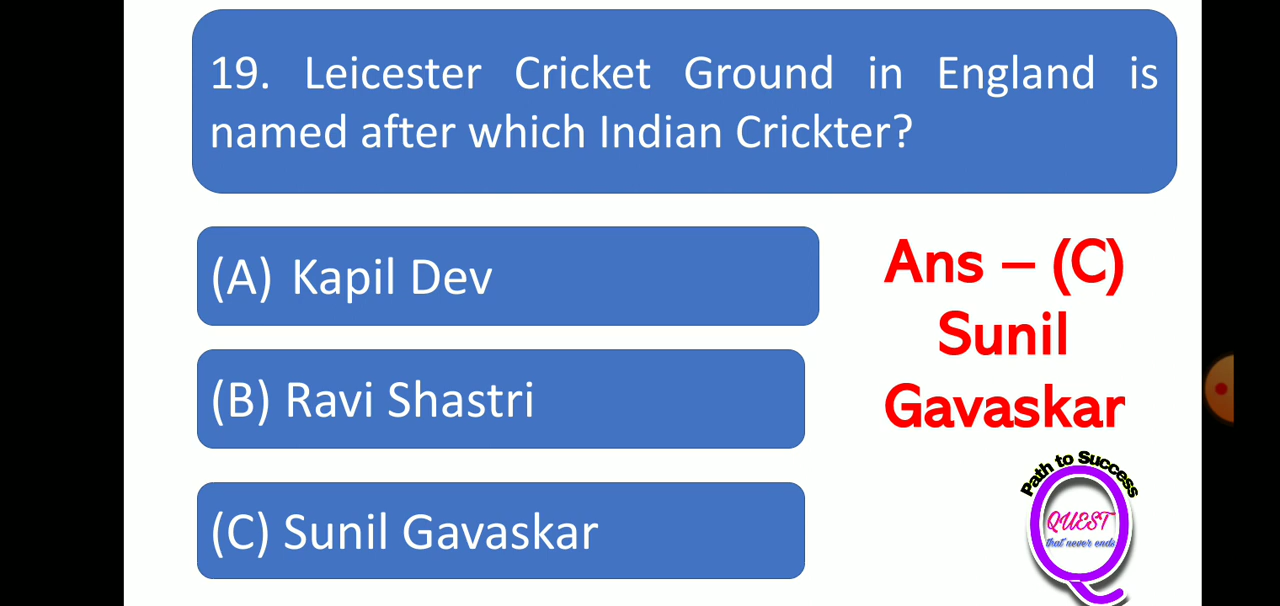 19. Leicester Cricket Ground in England is
named after which Indian Crickter?
(A) Kapil Dev
(B) Ravi Shastri
(C) Sunil Gavaskar
Ans – (C)
Sunil
Gavaskar
Path to Success
QUEST
that never ends